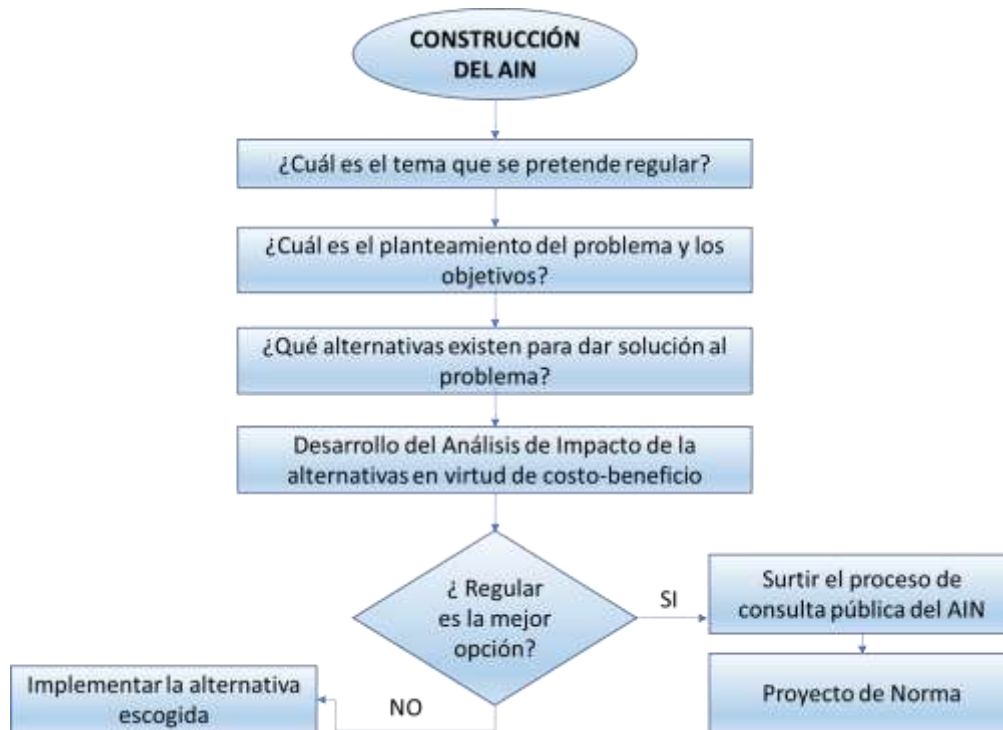 CONSTRUCCIÓN
DEL AIN
¿Cuál es el tema que se pretende regular?
¿Cuál es el planteamiento del problema y los
objetivos?
¿Qué alternativas existen para dar solución al
problema?
Desarrollo del Análisis de Impacto de la
alternativas en virtud de costo-beneficio
¿ Regular
es la mejor
opción?
SI
Surtir el proceso de
consulta pública del AIN
Proyecto de Norma
NO
Implementar la alternativa
escogida